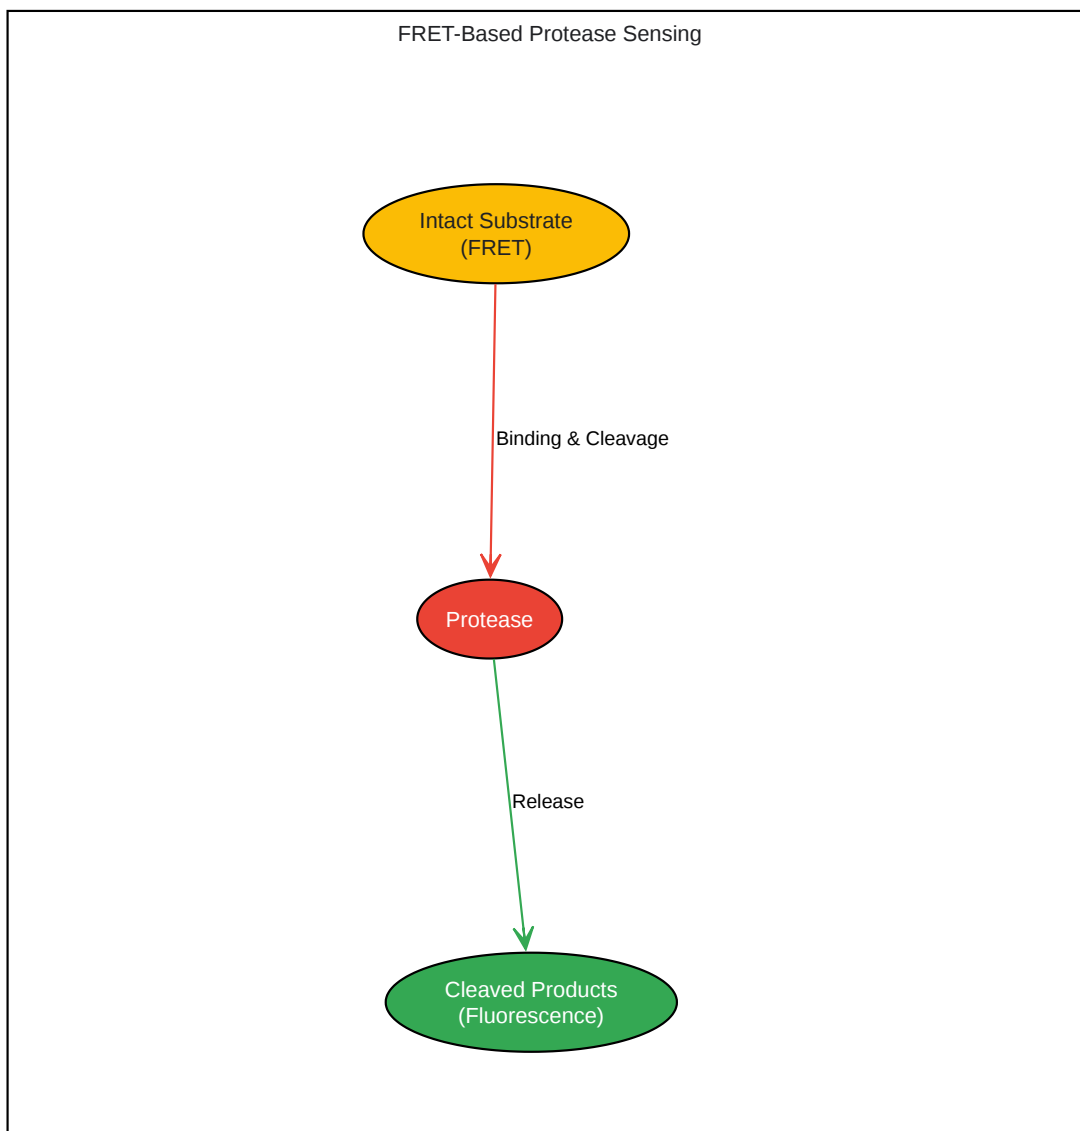 FRET-Based Protease Sensing
Intact Substrate
(FRET)
Binding & Cleavage
Protease
Release
Cleaved Products
(Fluorescence)